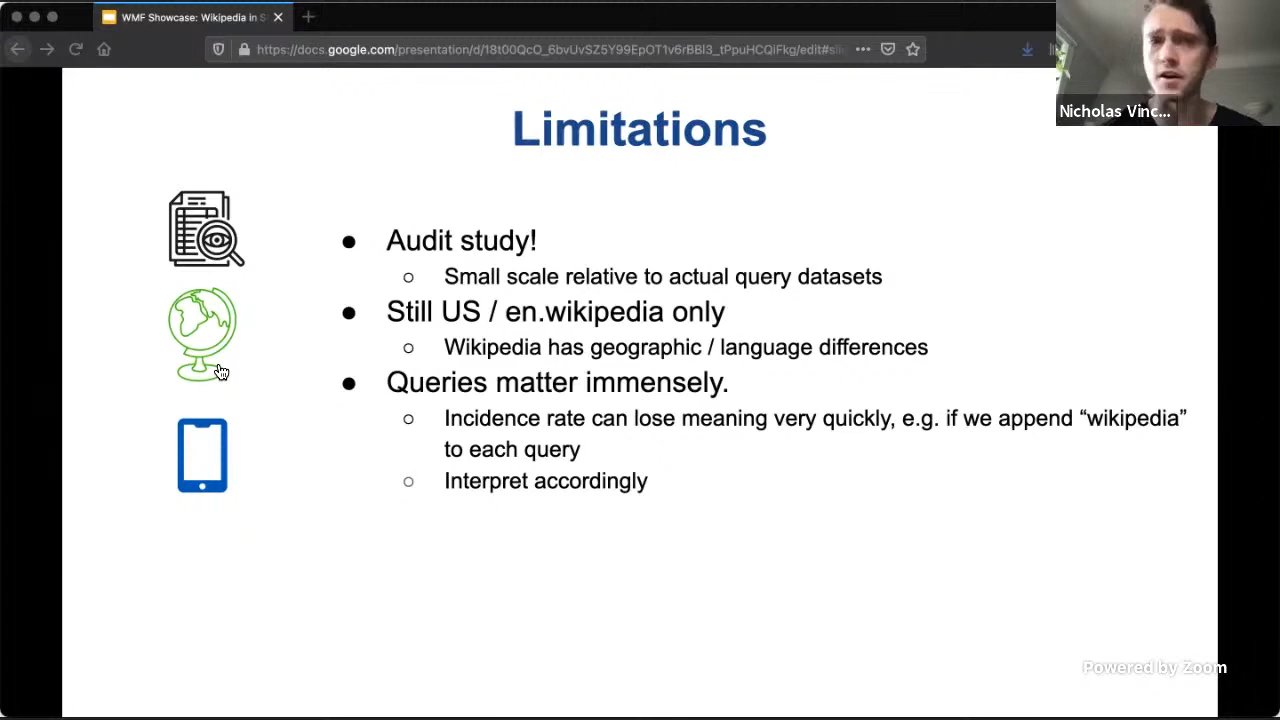 WMF Showcase: Wikipedia in S
https://docs.google.com/presentation/d/18t00QcO_6bvUvSZ5Y99EpOT1v6rBBI3_tPpuHCQiFkg/edit#sli
Nicholas Vinc...
Limitations
● Audit study!
○ Small scale relative to actual query datasets
● Still US / en.wikipedia only
○ Wikipedia has geographic / language differences
● Queries matter immensely.
○ Incidence rate can lose meaning very quickly, e.g. if we append “wikipedia”
to each query
○ Interpret accordingly
Powered by Zoom